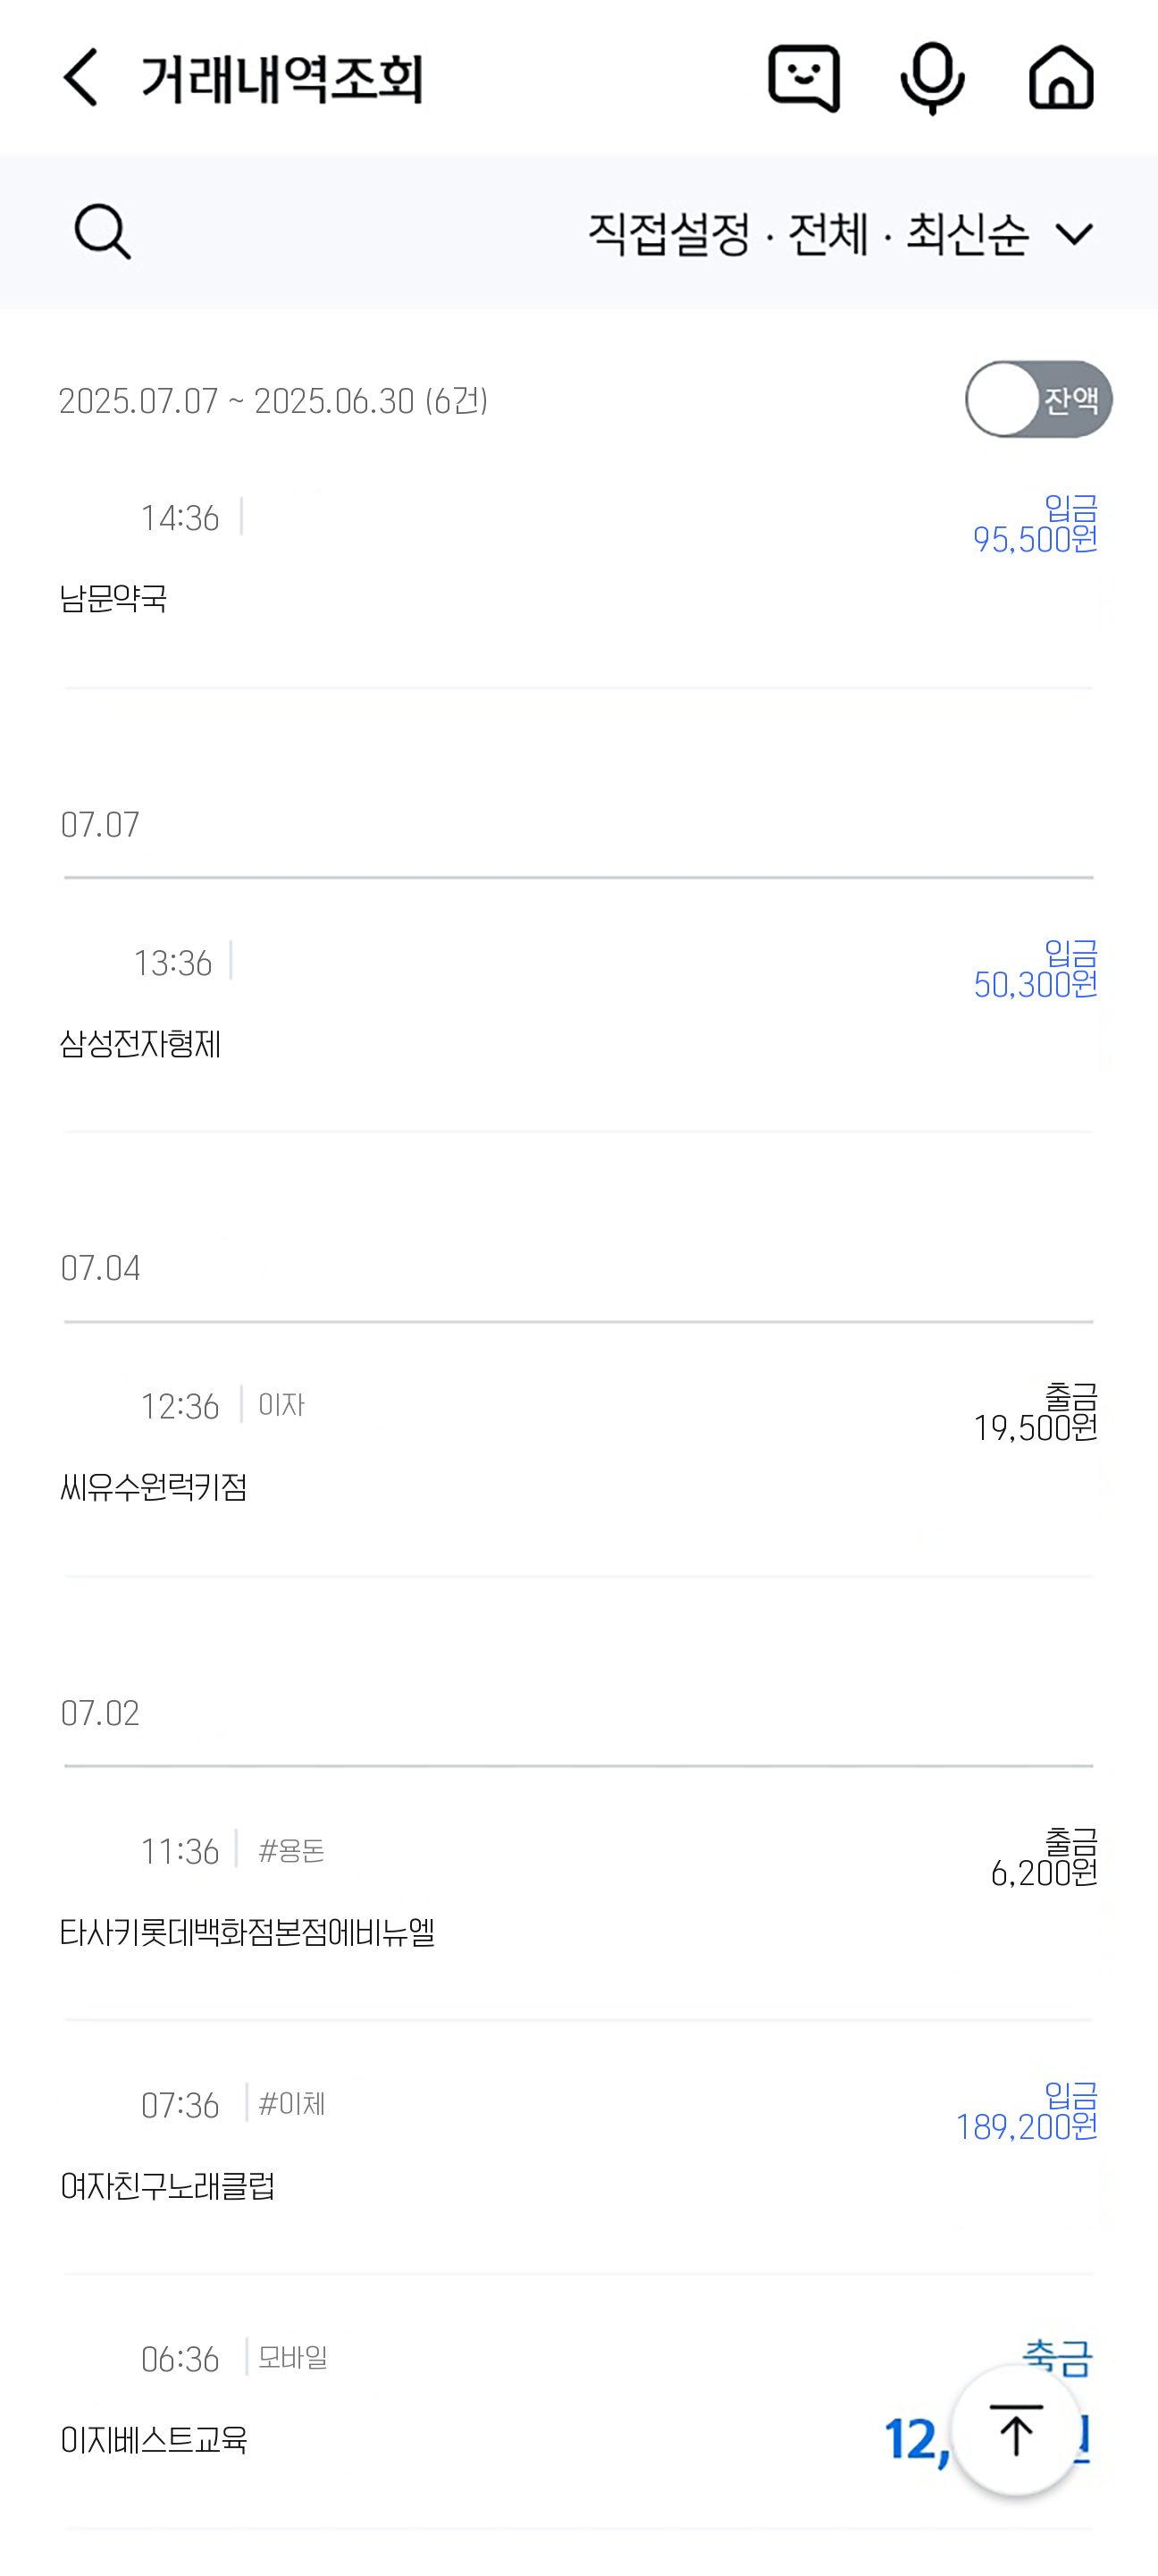 거래내역조회
직접설정 · 전체 · 최신순
2025.07.07 ~ 2025.06.30 (6건)
잔액
14:36
입금
95,500원
남문약국
07.07
13:36
입금
50,300원
삼성전자형제
07.04
12:36 이자
출금
19,500원
씨유수원럭키점
07.02
11:36 #용돈
출금
6,200원
타사키롯데백화점본점에비뉴엘
07:36 #이체
입금
189,200원
여자친구노래클럽
06:36 모바일
이지베스트교육
12,